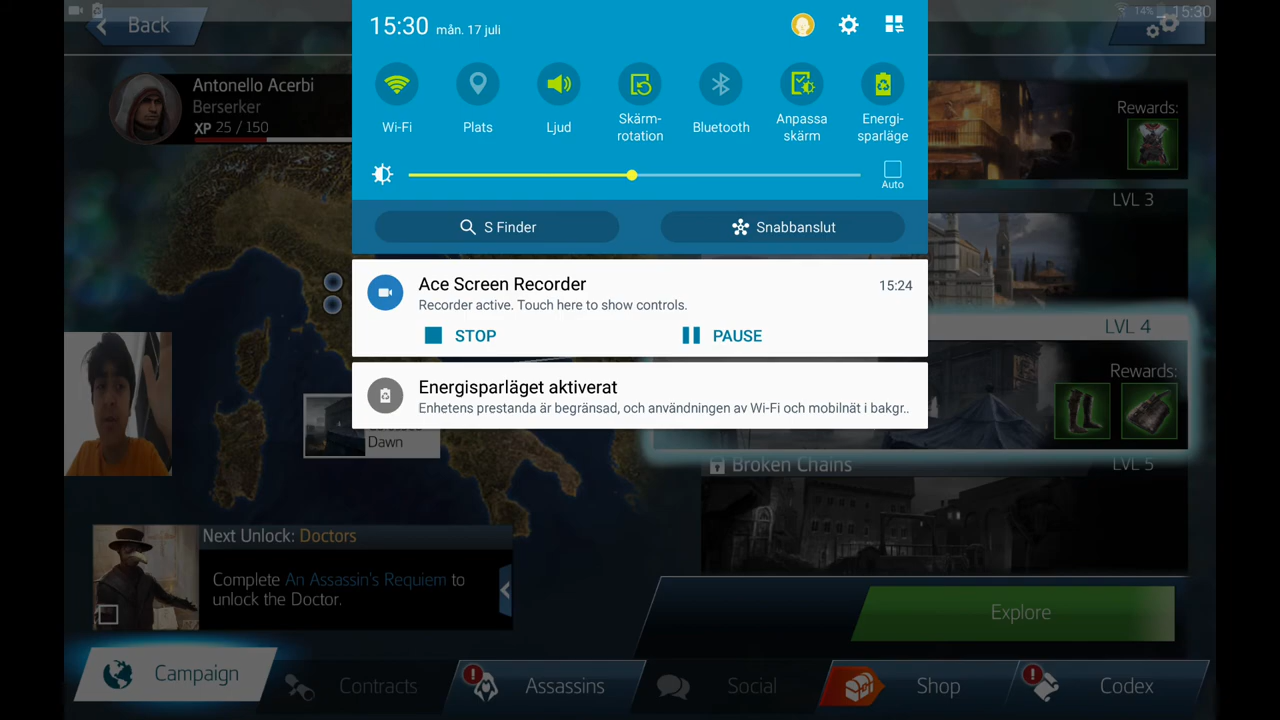 Back
15:30 mån. 17 juli
14% 15:30
Antonello Acerbi
Berserker
XP 25 / 150
Wi-Fi
Plats
Ljud
Skärm-
rotation
Bluetooth
Anpassa
skärm
Energi-
sparläge
Auto
S Finder
Snabbanslut
Ace Screen Recorder
15:24
Recorder active. Touch here to show controls.
STOP
PAUSE
Energisparläget aktiverat
Enhetens prestanda är begränsad, och användningen av Wi-Fi och mobilnät i bakgr..
Rewards:
LVL 3
LVL 4
Rewards:
Dawn
Broken Chains
LVL 5
Next Unlock: Doctors
Complete An Assassin's Requiem to
unlock the Doctor.
Explore
Campaign
Contracts
Assassins
Social
Shop
Codex